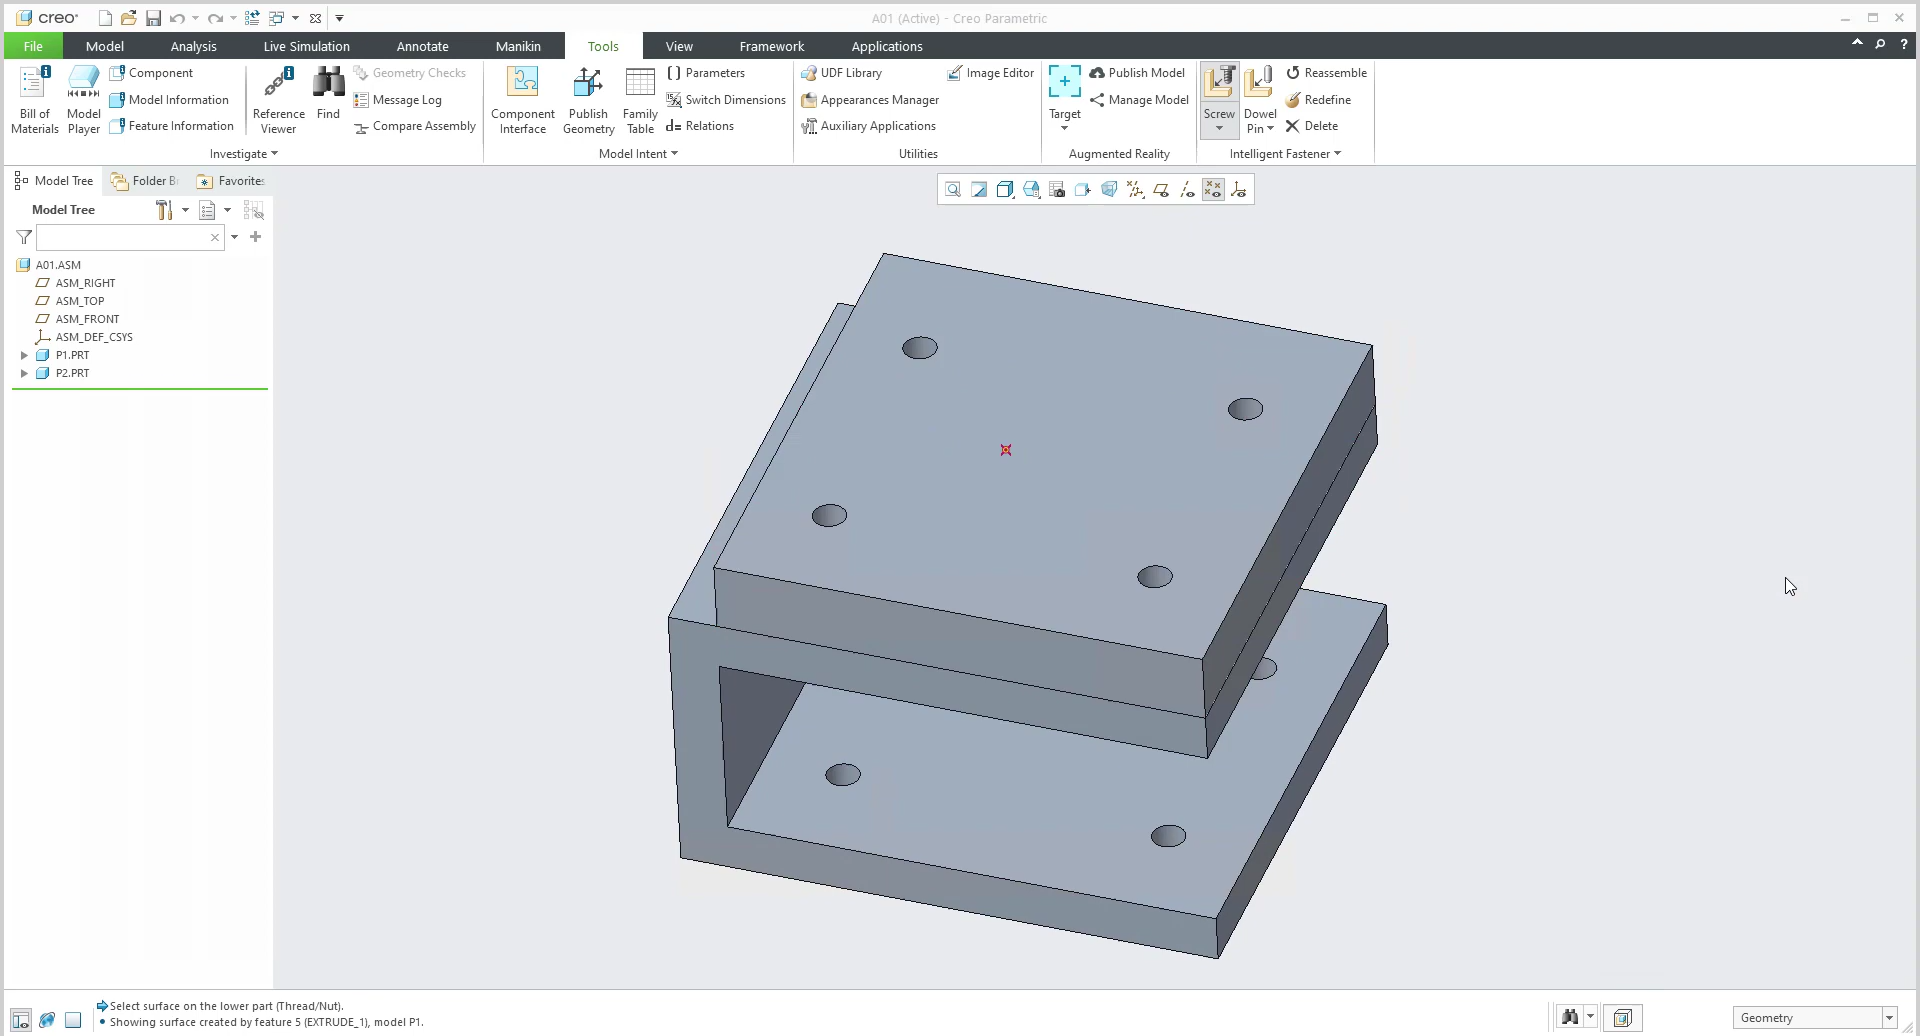 creo
A01 (Active) - Creo Parametric
File Model Analysis Live Simulation Annotate Manikin Tools View Framework Applications
Bill of Materials
Model Player
Component
Model Information
Feature Information
Reference Viewer
Find
Geometry Checks
Message Log
Compare Assembly
Investigate
Component Interface
Publish Geometry
Family Table
Parameters
Switch Dimensions
Relations
Model Intent
UDF Library
Appearances Manager
Auxiliary Applications
Image Editor
Utilities
Target
Publish Model
Manage Model
Augmented Reality
Screw
Dowel Pin
Reassemble
Redefine
Delete
Intelligent Fastener
Model Tree Folder B Favorites
Model Tree
A01.ASM
ASM_RIGHT
ASM_TOP
ASM_FRONT
ASM_DEF_CSYS
P1.PRT
P2.PRT
Select surface on the lower part (Thread/Nut).
Showing surface created by feature 5 (EXTRUDE_1), model P1.
Geometry